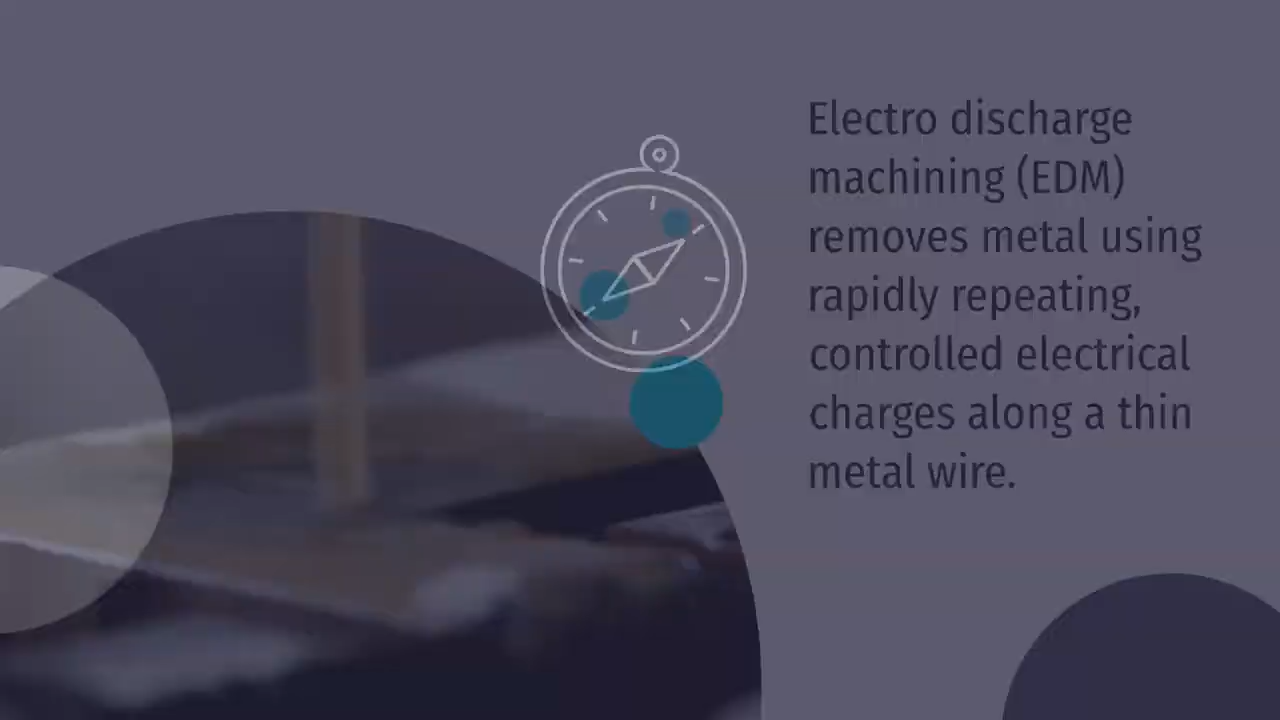 Electro discharge
machining (EDM)
removes metal using
rapidly repeating,
controlled electrical
charges along a thin
metal wire.